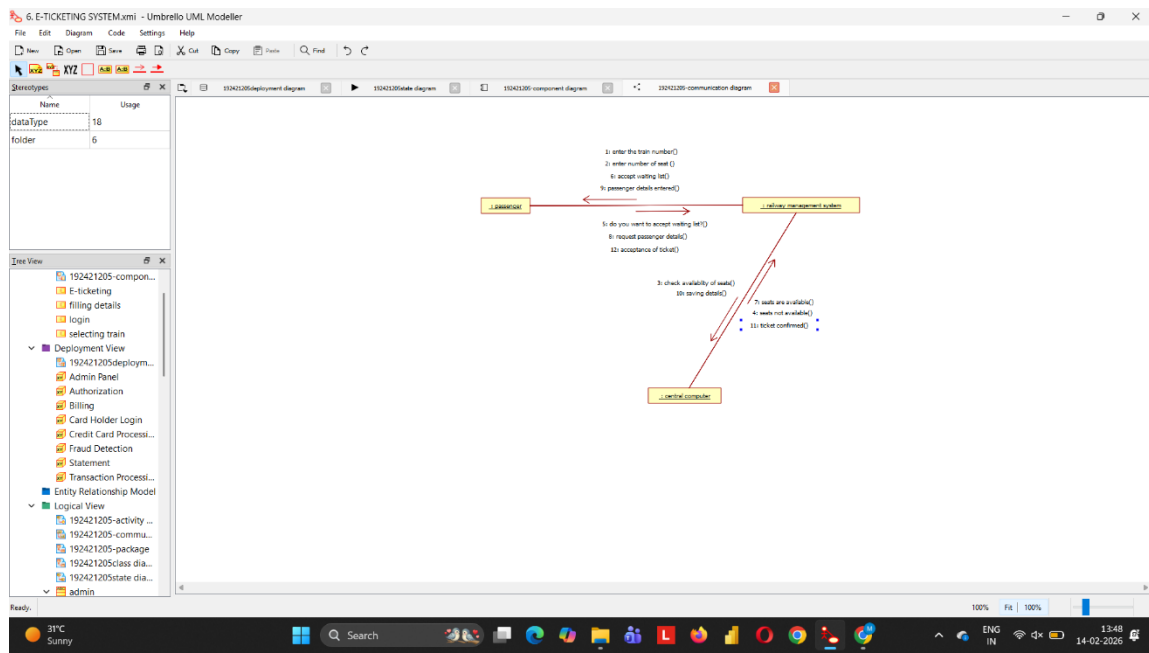 6. E-TICKETING SYSTEM.xmi - Umbrello UML Modeller
File Edit Diagram Code Settings Help
New Open Save Cut Copy Paste Find
XYZ XYZ A:B A:B
Stereotypes
192421205deployment diagram 192421205state diagram 192421205-component diagram 192421205-communication diagram
Name Usage
dataType 18
folder 6
1: enter the train number()
2: enter number of seat ()
6: accept waiting list()
9: passenger details entered()
: passenger
: railway management system
5: do you want to accept waiting list?()
8: request passenger details()
12: acceptance of ticket()
3: check availablity of seats()
10: saving details()
7: seats are available()
4: seats not available()
11: ticket confirmed()
: central computer
Tree View
192421205-compon...
E-ticketing
filling details
login
selecting train
Deployment View
192421205deploym...
Admin Panel
Authorization
Billing
Card Holder Login
Credit Card Processi...
Fraud Detection
Statement
Transaction Processi...
Entity Relationship Model
Logical View
192421205-activity ...
192421205-commu...
192421205-package
192421205class dia...
192421205state dia...
admin
Ready.
100% Fit 100%
31°C
Sunny
Search
L
M
ENG
IN
13:48
14-02-2026